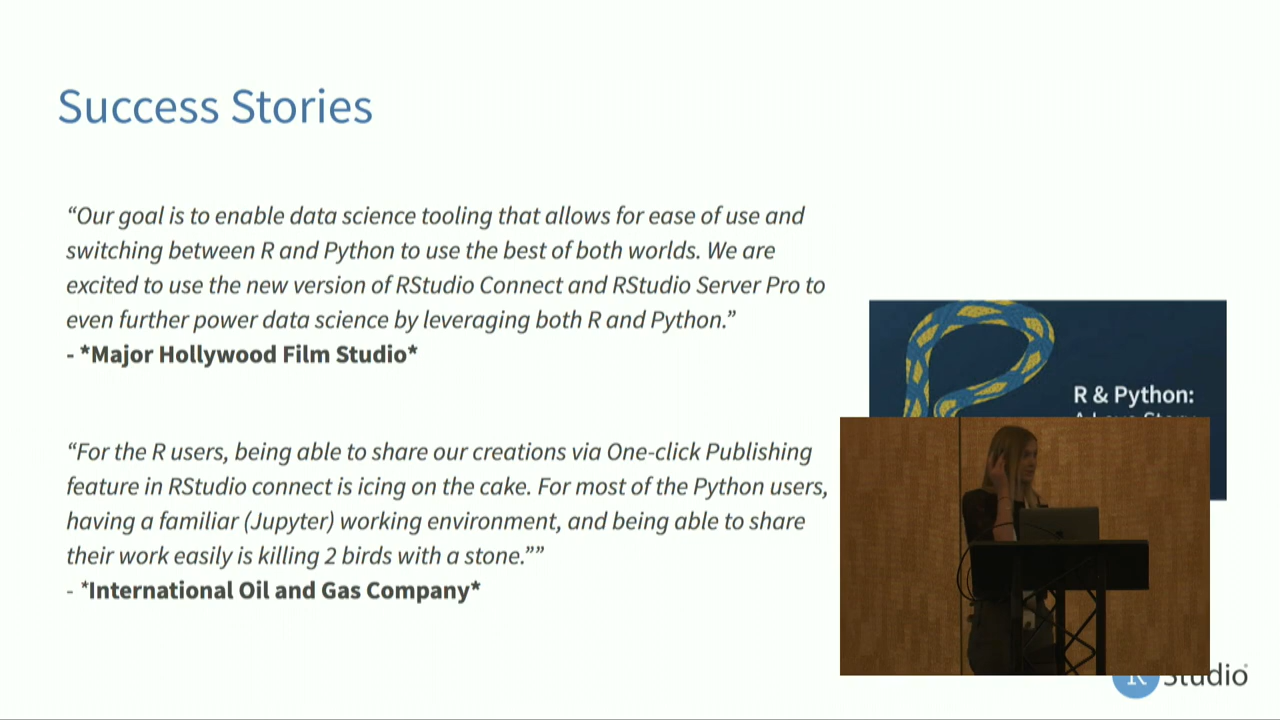 Success Stories
“Our goal is to enable data science tooling that allows for ease of use and
switching between R and Python to use the best of both worlds. We are
excited to use the new version of RStudio Connect and RStudio Server Pro to
even further power data science by leveraging both R and Python.”
- *Major Hollywood Film Studio*
“For the R users, being able to share our creations via One-click Publishing
feature in RStudio connect is icing on the cake. For most of the Python users,
having a familiar (Jupyter) working environment, and being able to share
their work easily is killing 2 birds with a stone.””
- *International Oil and Gas Company*
R & Python:
R Studio